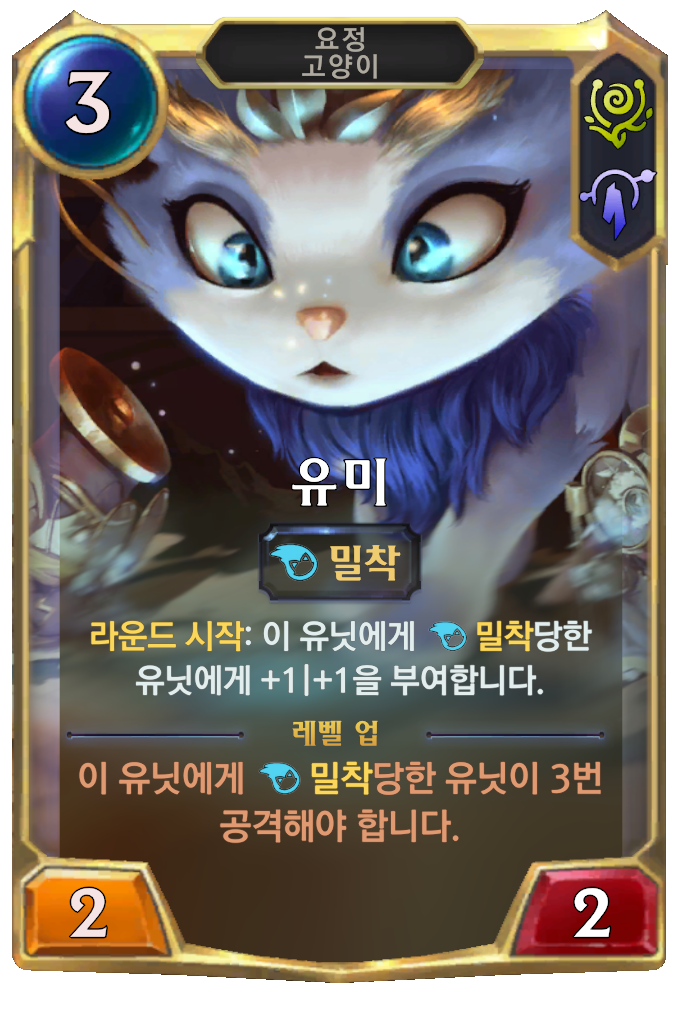 3
요정
고양이
유미
밀착
라운드 시작: 이 유닛에게 밀착당한
유닛에게 +1|+1을 부여합니다.
레벨 업
이 유닛에게 밀착당한 유닛이 3번
공격해야 합니다.
2
2